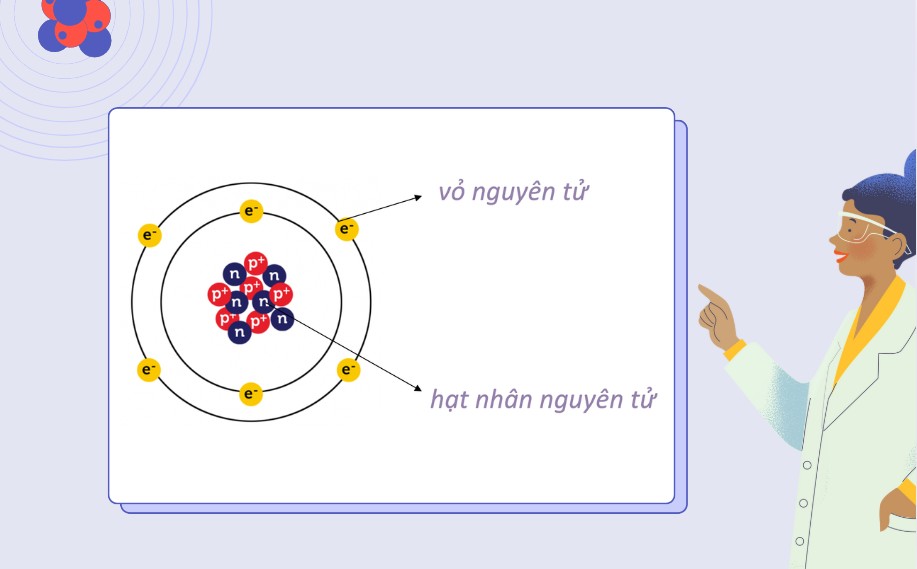 vỏ nguyên tử
e⁻
e⁻
e⁻
p⁺
n
n
p⁺
p⁺
p⁺
n
n
p⁺
p⁺
n
n
e⁻
e⁻
e⁻
hạt nhân nguyên tử